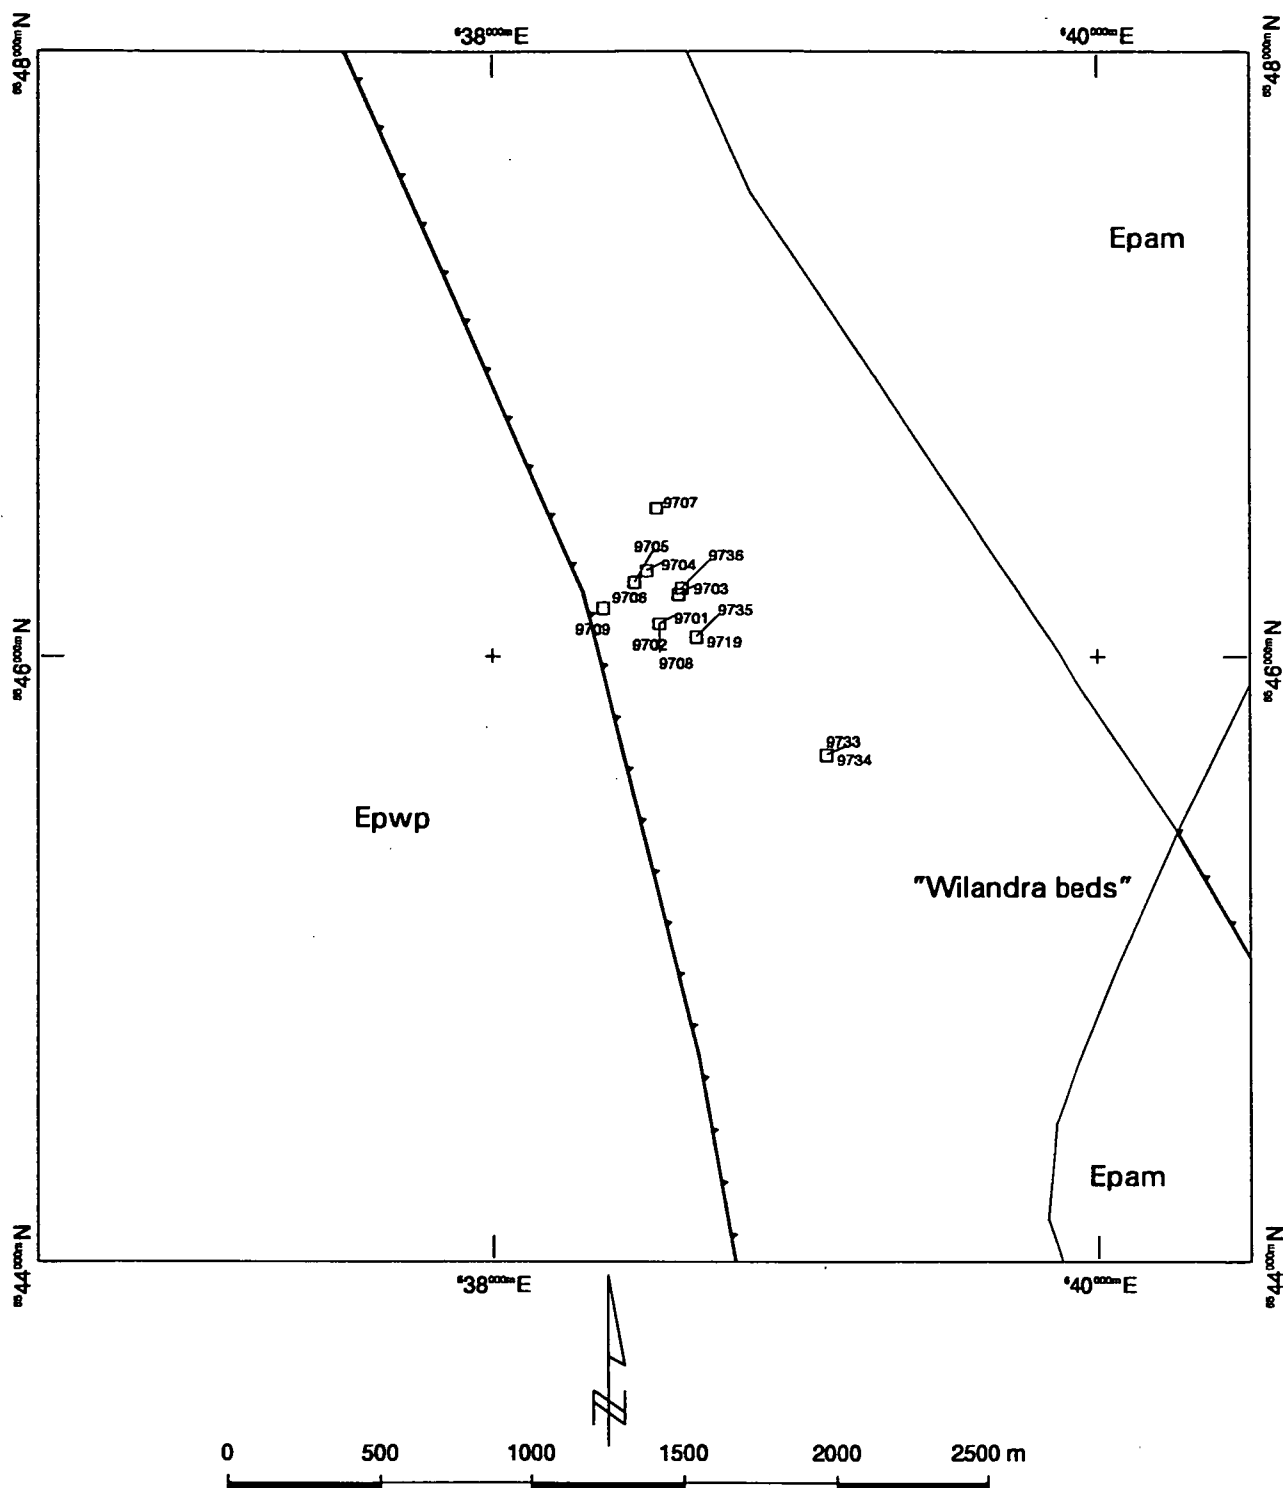 ⁶38⁰⁰⁰ᵐE
⁶40⁰⁰⁰ᵐE
⁶⁵48⁰⁰⁰ᵐN
⁶⁵48⁰⁰⁰ᵐN
Epam
9707
9705
9704
9736
9706
9703
9709
9701
9735
9702
9719
9708
⁶⁵46⁰⁰⁰ᵐN
⁶⁵46⁰⁰⁰ᵐN
9733
9734
Epwp
"Wilandra beds"
Epam
⁶⁵44⁰⁰⁰ᵐN
⁶⁵44⁰⁰⁰ᵐN
⁶38⁰⁰⁰ᵐE
⁶40⁰⁰⁰ᵐE
N
0 500 1000 1500 2000 2500 m